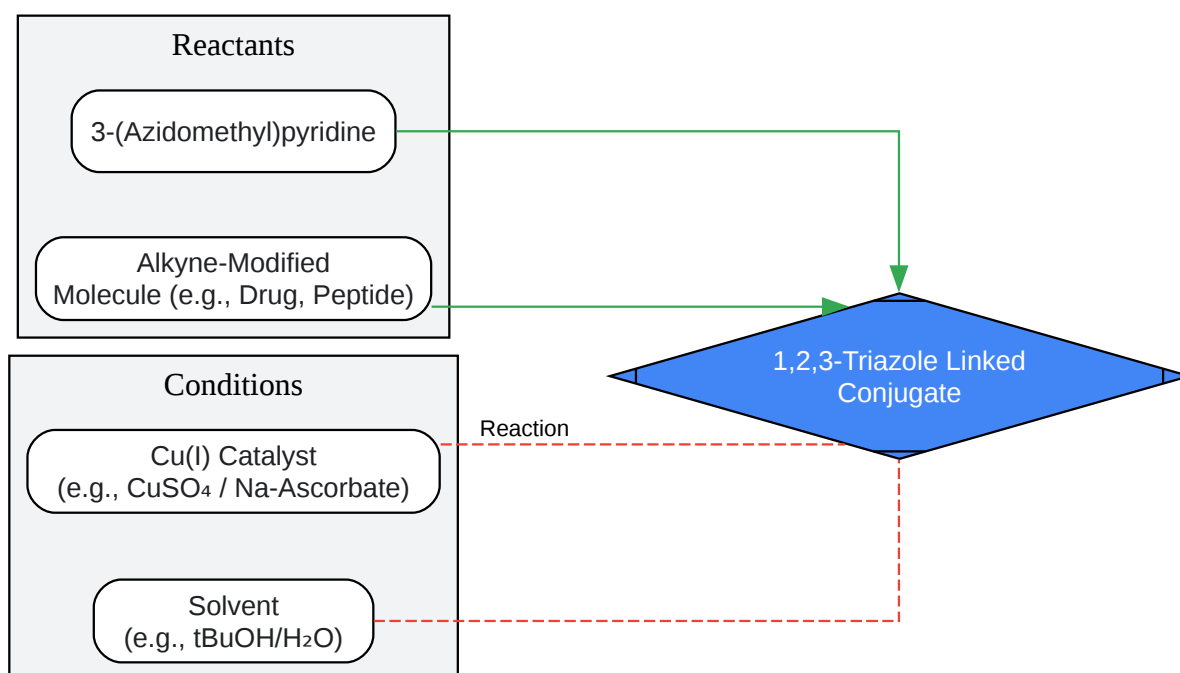 Reactants
3-(Azidomethyl)pyridine
Alkyne-Modified
Molecule (e.g., Drug, Peptide)
1,2,3-Triazole Linked
Conjugate
Conditions
Reaction
Cu(I) Catalyst
(e.g., CuSO₄ / Na-Ascorbate)
Solvent
(e.g., tBuOH/H₂O)